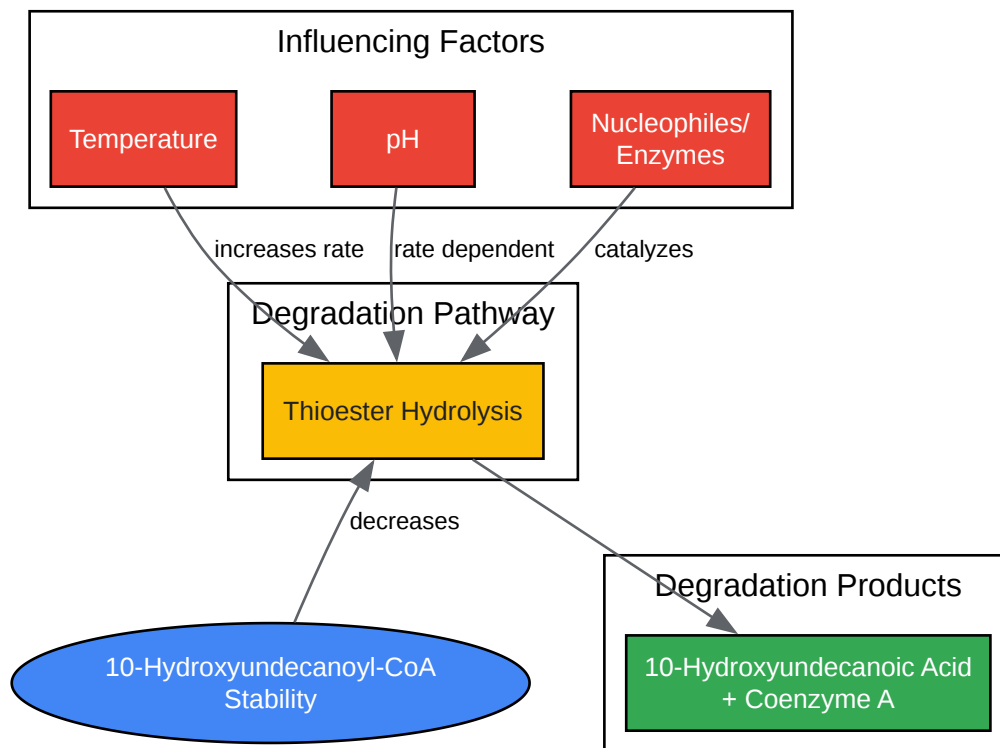 Influencing Factors
Temperature
pH
Nucleophiles/
Enzymes
increases rate
rate dependent
catalyzes
Degradation Pathway
Thioester Hydrolysis
decreases
Degradation Products
10-Hydroxyundecanoyl-CoA
Stability
10-Hydroxyundecanoic Acid
+ Coenzyme A